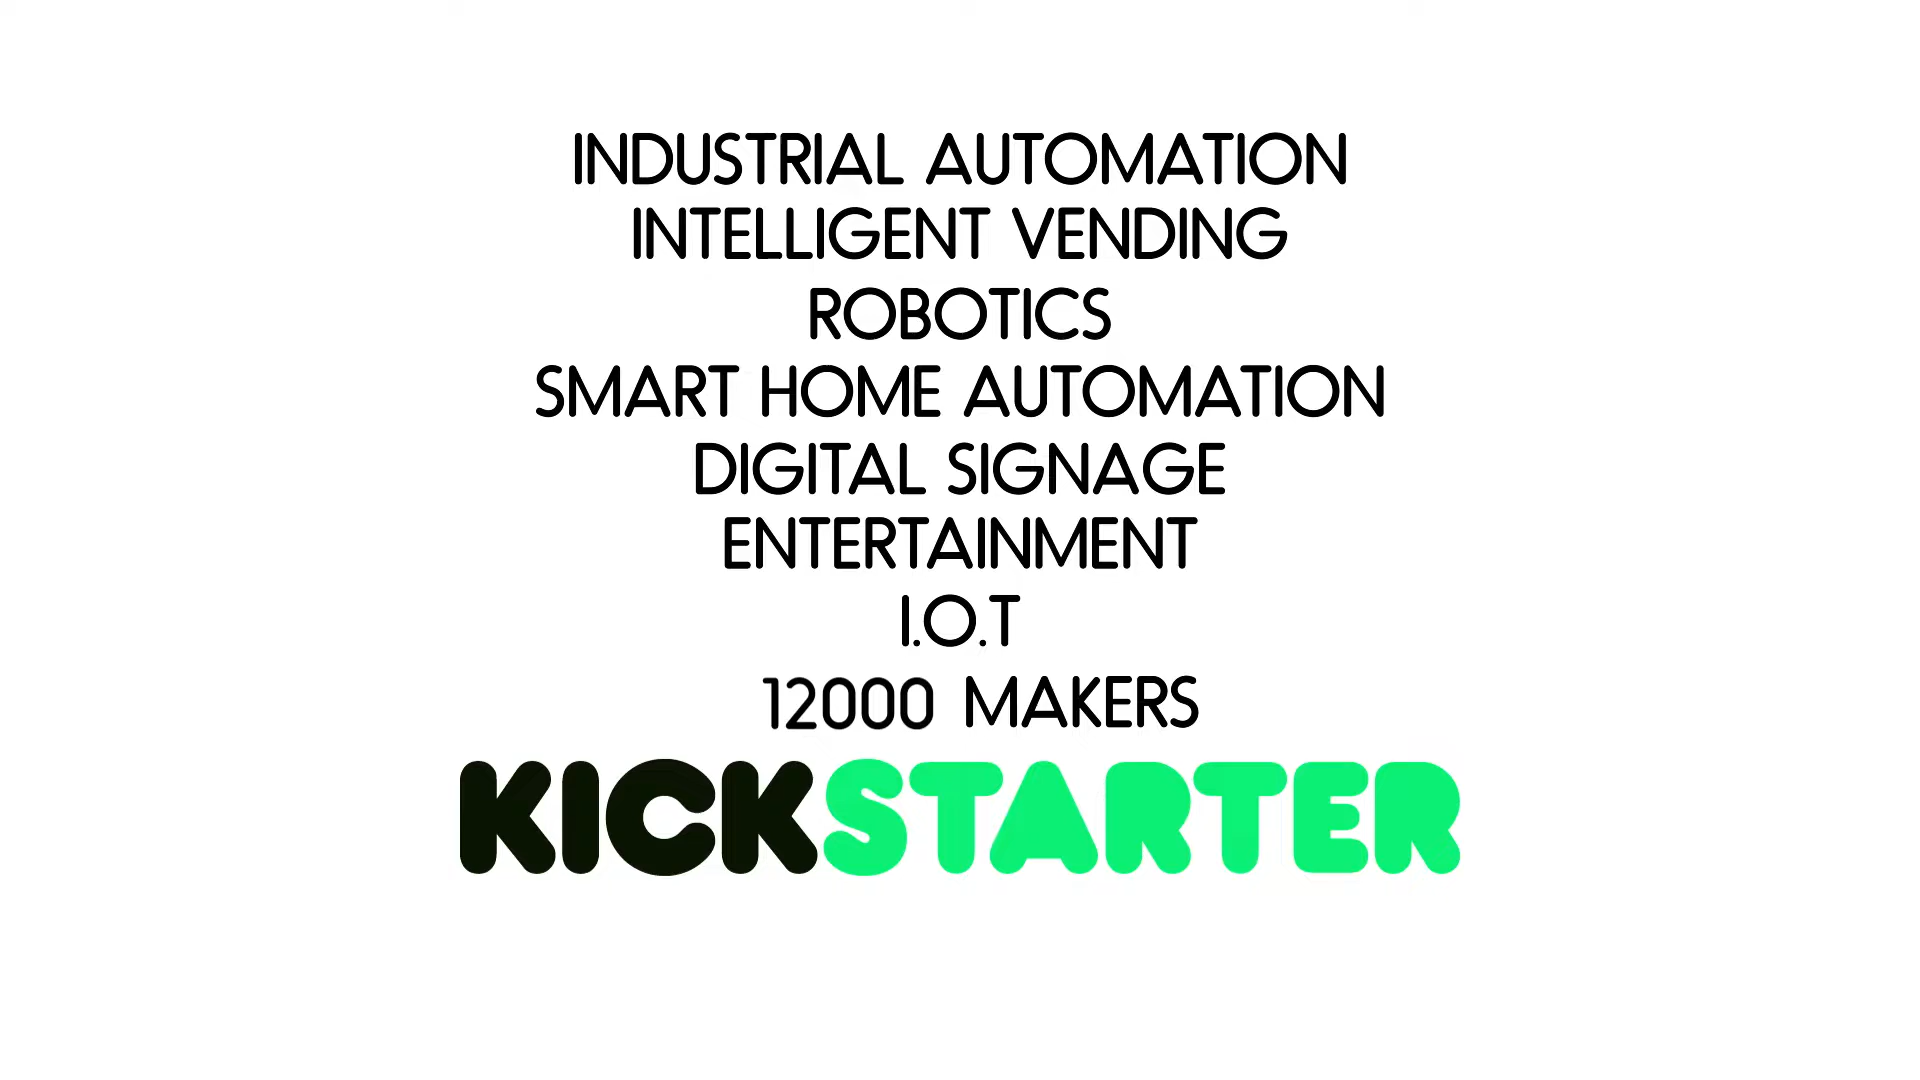 INDUSTRIAL AUTOMATION
INTELLIGENT VENDING
ROBOTICS
SMART HOME AUTOMATION
DIGITAL SIGNAGE
ENTERTAINMENT
I.O.T
12000 MAKERS
KICKSTARTER